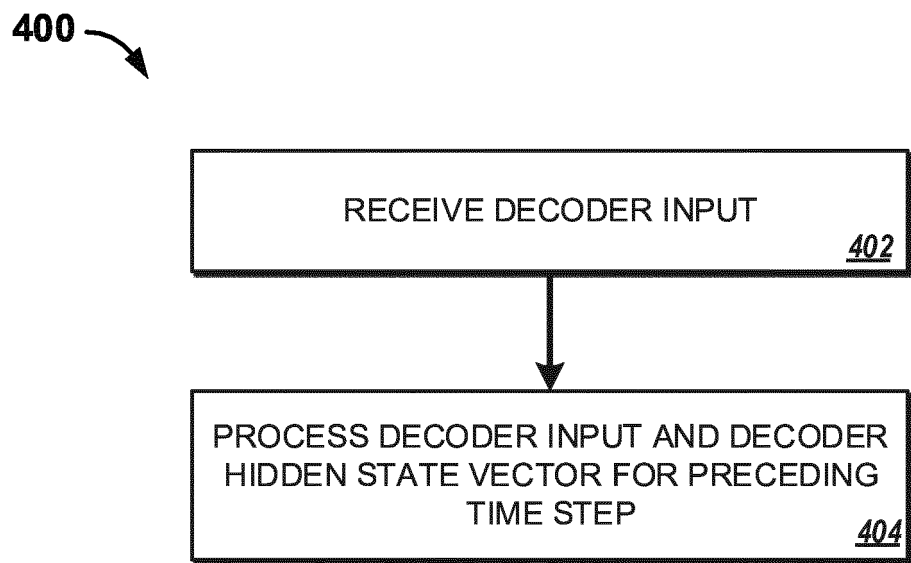 400
RECEIVE DECODER INPUT
402
PROCESS DECODER INPUT AND DECODER
HIDDEN STATE VECTOR FOR PRECEDING
TIME STEP
404